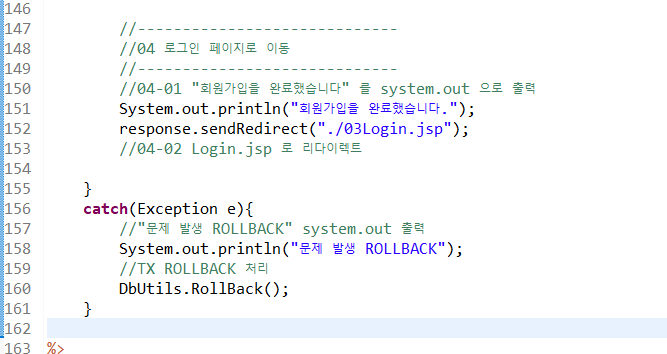 146
147 //-----------------------------
148 //04 로그인 페이지로 이동
149 //-----------------------------
150 //04-01 "회원가입을 완료했습니다" 를 system.out 으로 출력
151 System.out.println("회원가입을 완료했습니다.");
152 response.sendRedirect("./03Login.jsp");
153 //04-02 Login.jsp 로 리다이렉트
154
155 }
156 catch(Exception e){
157 //"문제 발생 ROLLBACK" system.out 출력
158 System.out.println("문제 발생 ROLLBACK");
159 //TX ROLLBACK 처리
160 DbUtils.RollBack();
161 }
162
163 %>